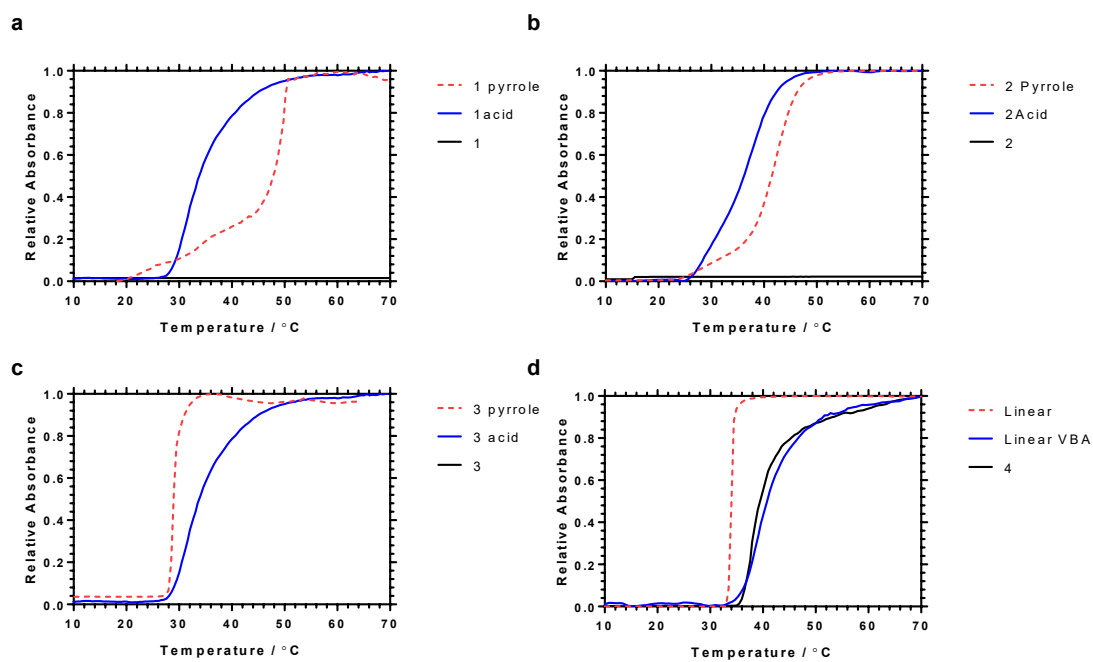 a
1.0
0.8
0.6
0.4
0.2
0.0
Relative Absorbance
10 20 30 40 50 60 70
Temperature / °C
1 pyrrole
1acid
1
b
1.0
0.8
0.6
0.4
0.2
0.0
Relative Absorbance
10 20 30 40 50 60 70
Temperature / °C
2 Pyrrole
2Acid
2
c
1.0
0.8
0.6
0.4
0.2
0.0
Relative Absorbance
10 20 30 40 50 60 70
Temperature / °C
3 pyrrole
3 acid
3
d
1.0
0.8
0.6
0.4
0.2
0.0
Relative Absorbance
10 20 30 40 50 60 70
Temperature / °C
Linear
Linear VBA
4